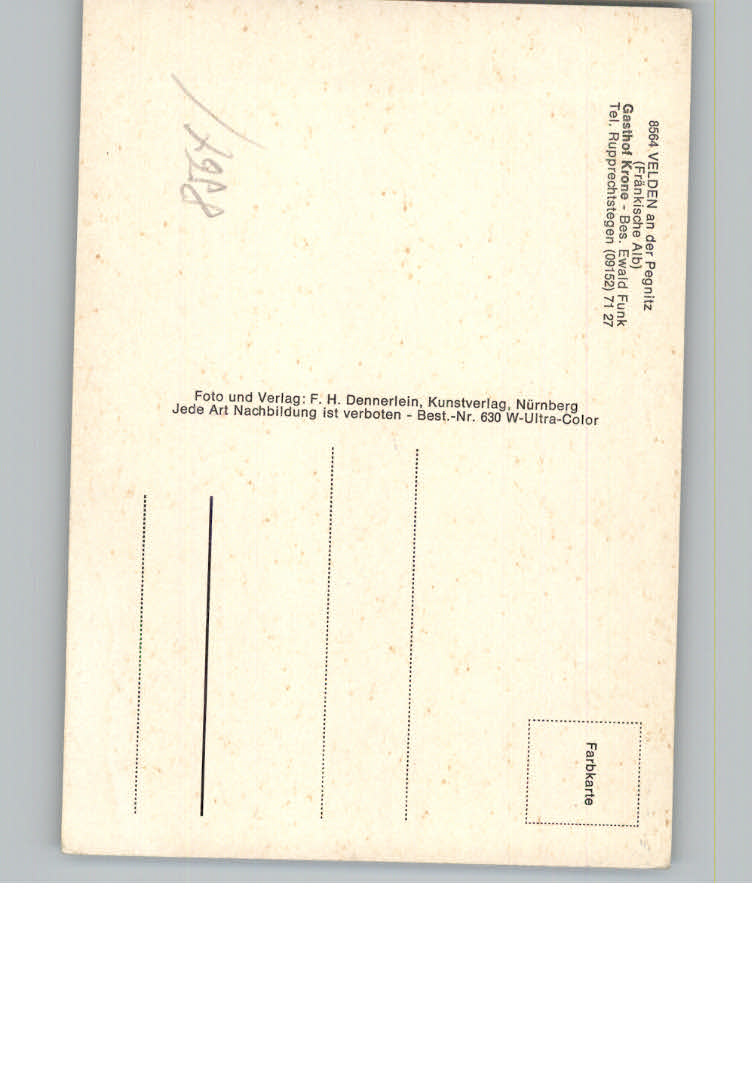 8564 VELDEN an der Pegnitz
(Fränkische Alb)
Gasthof Krone - Bes. Ewald Funk
Tel. Rupprechtstegen (09152) 71 27
Foto und Verlag: F. H. Dennerlein, Kunstverlag, Nürnberg
Jede Art Nachbildung ist verboten - Best.-Nr. 630 W-Ultra-Color
Farbkarte